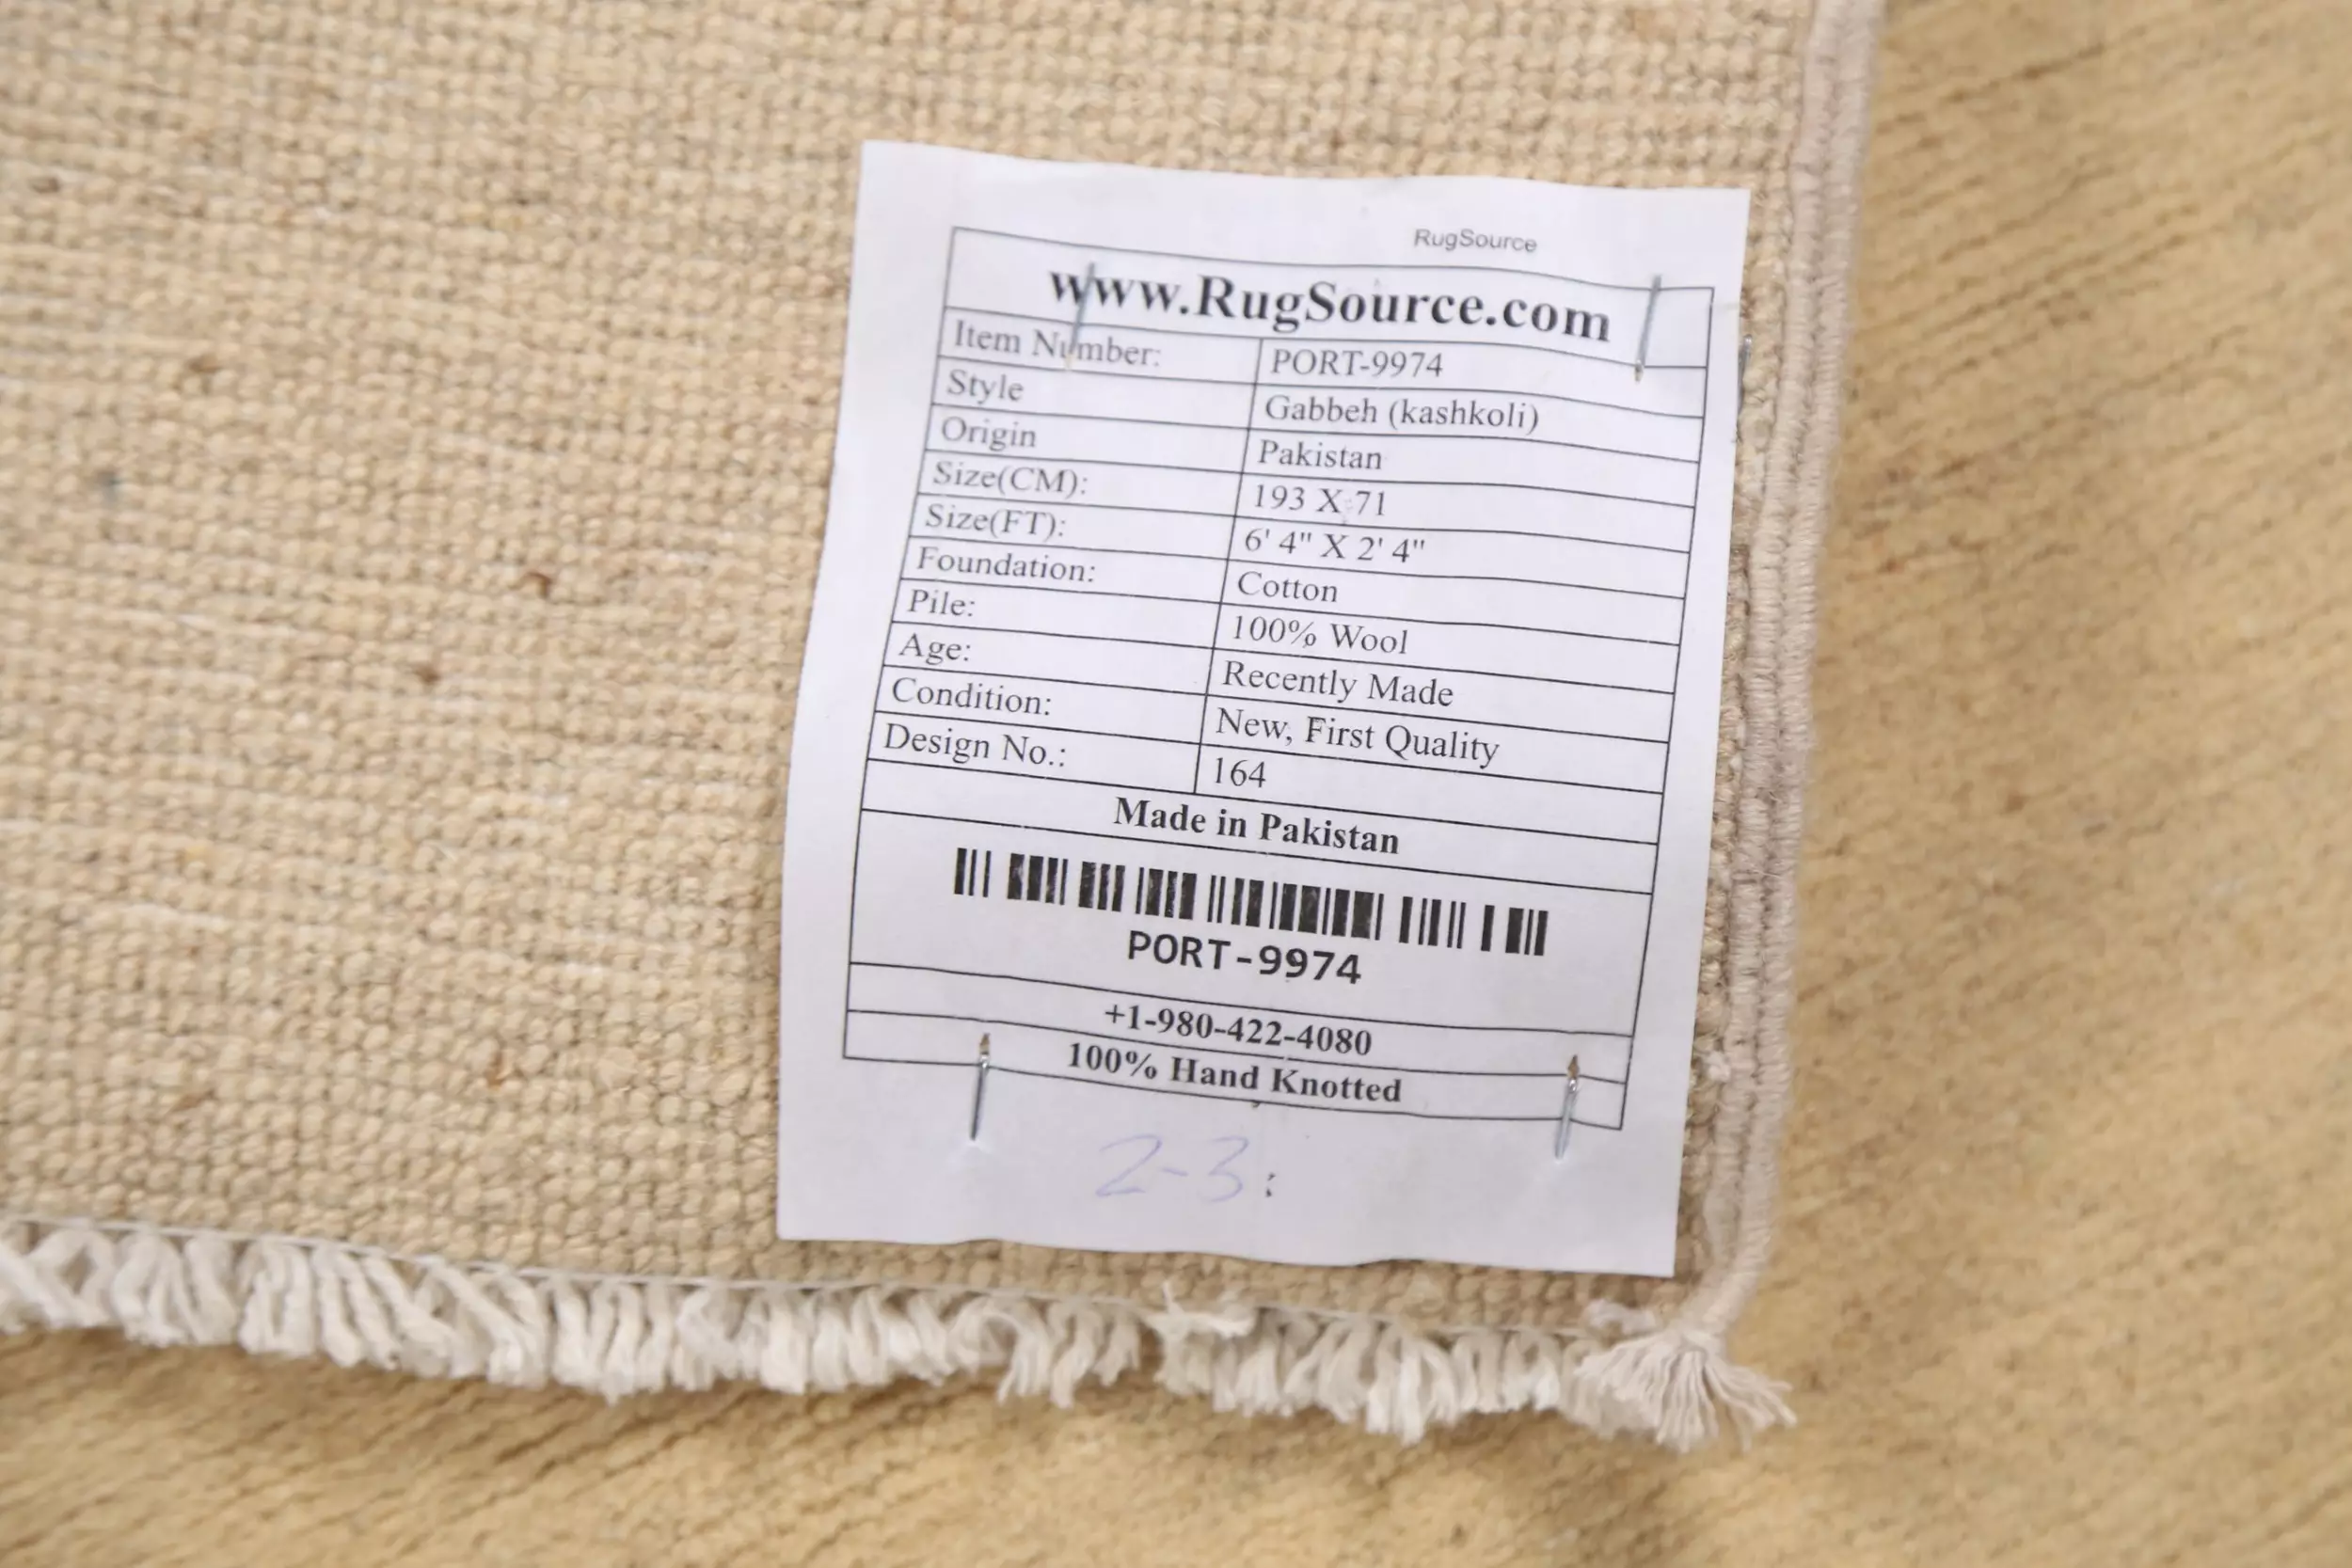 RugSource
www.RugSource.com
Item Number: PORT-9974
Style Gabbeh (kashkoli)
Origin Pakistan
Size(CM): 193 X 71
Size(FT): 6' 4" X 2' 4"
Foundation: Cotton
Pile: 100% Wool
Age: Recently Made
Condition: New, First Quality
Design No.: 164
Made in Pakistan
PORT-9974
+1-980-422-4080
100% Hand Knotted
2-3